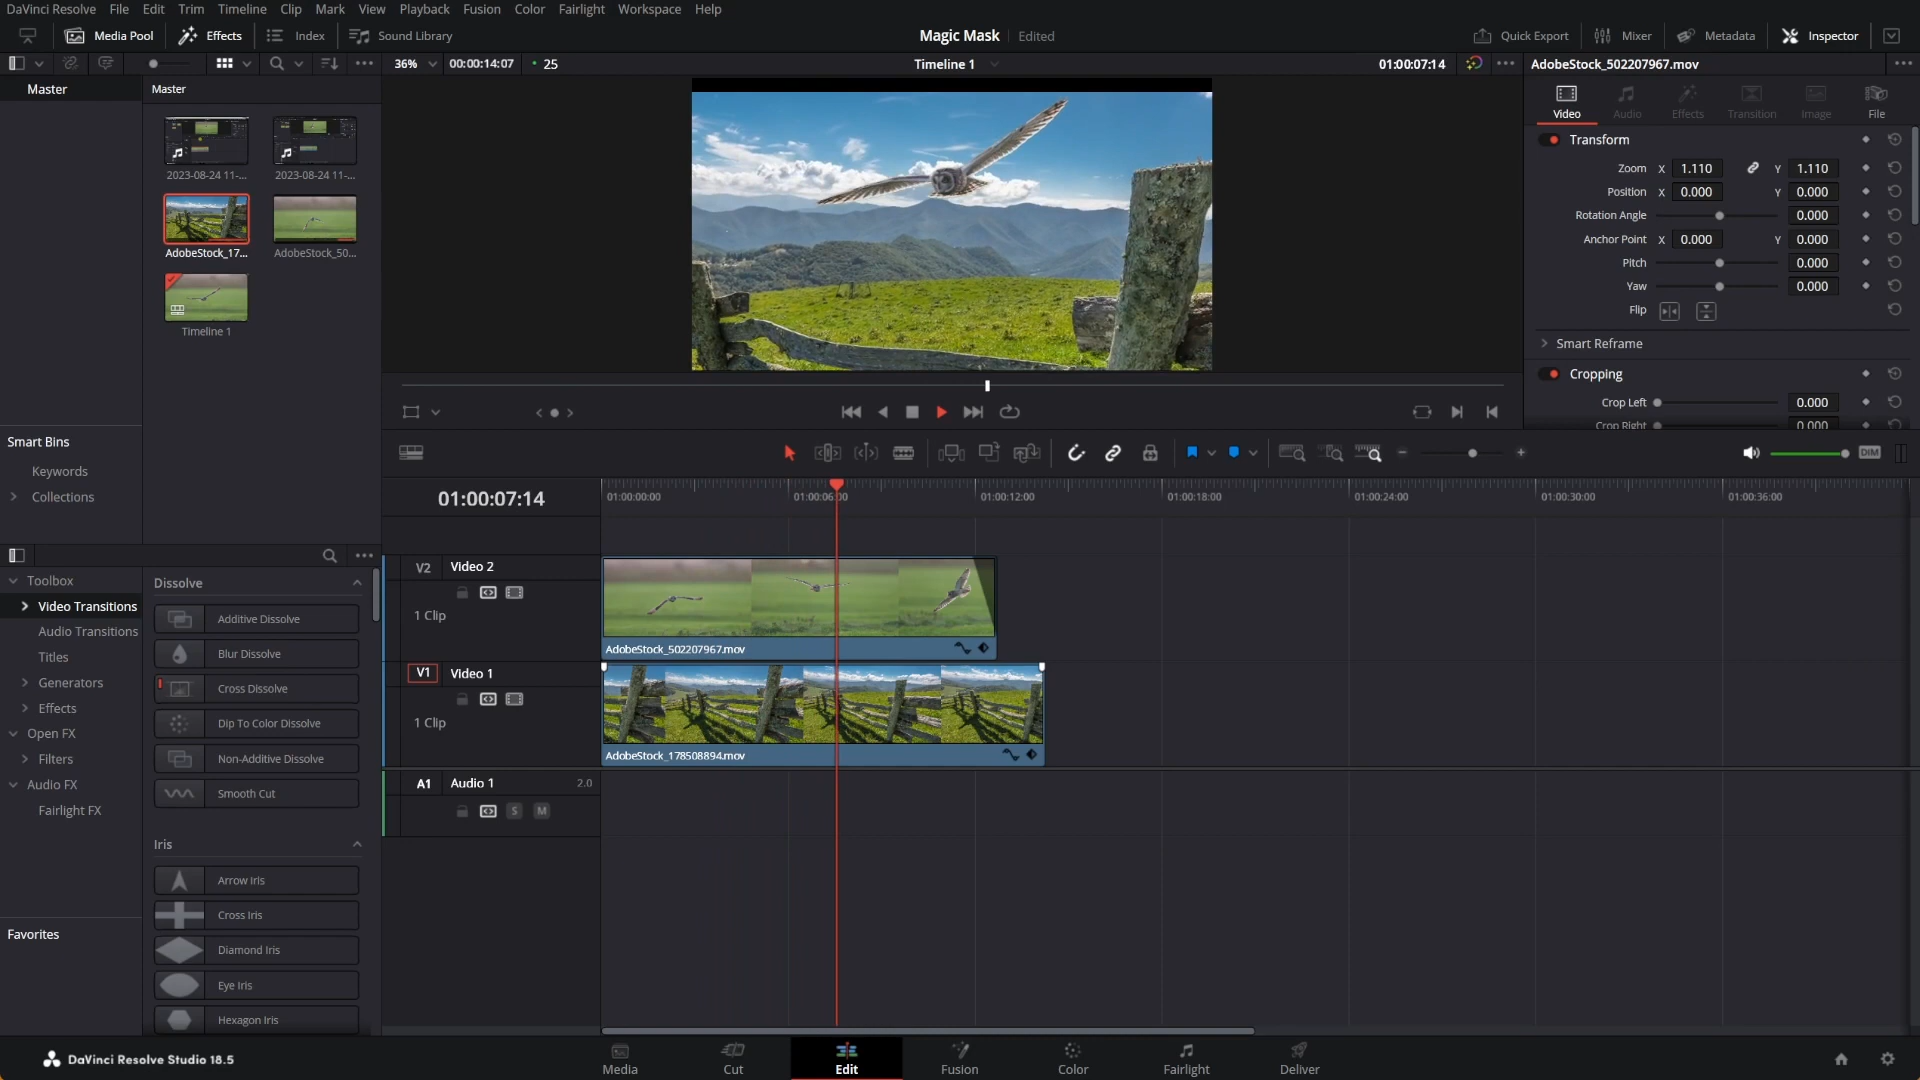 DaVinci Resolve File Edit Trim Timeline Clip Mark View Playback Fusion Color Fairlight Workspace Help
Media Pool Effects Index Sound Library Magic Mask Edited Quick Export Mixer Metadata Inspector
36% 00:00:14:07 25 Timeline 1 01:00:07:14 AdobeStock_502207967.mov
Master Master
Video Audio Effects Transition Image File
2023-08-24 11-... 2023-08-24 11-...
AdobeStock_17... AdobeStock_50...
Timeline 1
Transform
Zoom X 1.110 Y 1.110
Position X 0.000 Y 0.000
Rotation Angle 0.000
Anchor Point X 0.000 Y 0.000
Pitch 0.000
Yaw 0.000
Flip
Smart Reframe
Cropping
Crop Left 0.000
Crop Right 0.000
Smart Bins
Keywords
Collections
DIM
01:00:07:14 01:00:00:00 01:00:06:00 01:00:12:00 01:00:18:00 01:00:24:00 01:00:30:00 01:00:36:00
V2 Video 2
1 Clip
AdobeStock_502207967.mov
V1 Video 1
1 Clip
AdobeStock_178508894.mov
A1 Audio 1 2.0
S M
Toolbox
Video Transitions
Audio Transitions
Titles
Generators
Effects
Open FX
Filters
Audio FX
Fairlight FX
Favorites
Dissolve
Additive Dissolve
Blur Dissolve
Cross Dissolve
Dip To Color Dissolve
Non-Additive Dissolve
Smooth Cut
Iris
Arrow Iris
Cross Iris
Diamond Iris
Eye Iris
Hexagon Iris
DaVinci Resolve Studio 18.5
Media Cut Edit Fusion Color Fairlight Deliver